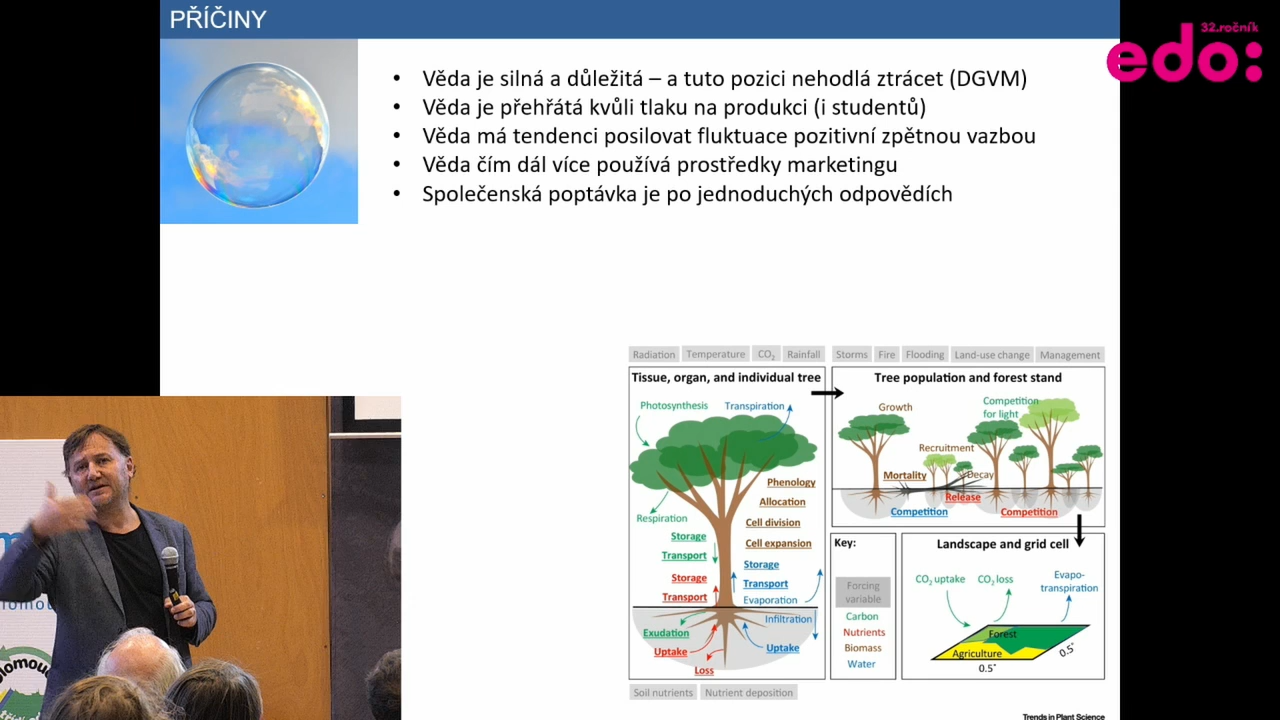 PŘÍČINY
32.ročník
edo:
• Věda je silná a důležitá – a tuto pozici nehodlá ztrácet (DGVM)
• Věda je přehřátá kvůli tlaku na produkci (i studentů)
• Věda má tendenci posilovat fluktuace pozitivní zpětnou vazbou
• Věda čím dál více používá prostředky marketingu
• Společenská poptávka je po jednoduchých odpovědích
Radiation Temperature CO₂ Rainfall
Tissue, organ, and individual tree
Photosynthesis
Transpiration
Phenology
Allocation
Respiration
Cell division
Storage
Cell expansion
Transport
Storage
Storage
Transport
Transport
Evaporation
Infiltration
Exudation
Uptake
Uptake
Loss
Soil nutrients Nutrient deposition
Storms Fire Flooding Land-use change Management
Tree population and forest stand
Growth
Competition
for light
Recruitment
Mortality
Decay
Release
Competition
Competition
Key:
Forcing
variable
Carbon
Nutrients
Biomass
Water
Landscape and grid cell
CO₂ uptake
CO₂ loss
Evapo-
transpiration
Forest
Agriculture
0.5°
0.5°
Trends in Plant Science